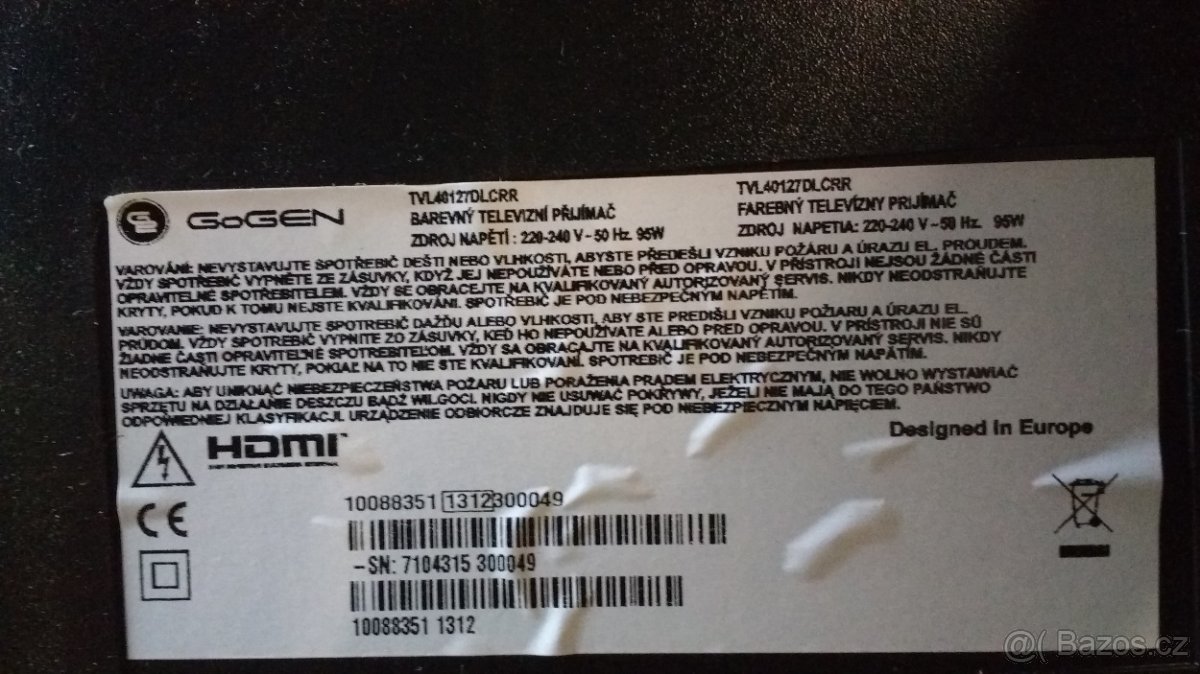 GoGEN
TVL40127DLCRR
BAREVNÝ TELEVIZNÍ PŘIJÍMAČ
ZDROJ NAPĚTÍ : 220-240 V ~ 50 Hz. 95W
TVL40127DLCRR
FAREBNÝ TELEVÍZNY PRIJÍMAČ
ZDROJ NAPETIA: 220-240 V ~ 50 Hz. 95W
VAROVÁNI: NEVYSTAVUJTE SPOTŘEBIČ DEŠTI NEBO VLHKOSTI, ABYSTE PŘEDEŠLI VZNIKU POŽÁRU A ÚRAZU EL. PROUDEM.
VŽDY SPOTŘEBIČ VYPNĚTE ZE ZÁSUVKY, KDYŽ JEJ NEPOUŽÍVÁTE NEBO PŘED OPRAVOU. V PŘÍSTROJI NEJSOU ŽÁDNÉ ČÁSTI
OPRAVITELNÉ SPOTŘEBITELEM. VŽDY SE OBRACEJTE NA KVALIFIKOVANÝ AUTORIZOVANÝ SERVIS. NIKDY NEODSTRAŇUJTE
KRYTY, POKUD K TOMU NEJSTE KVALIFIKOVÁNI. SPOTŘEBIČ JE POD NEBEZPEČNÝM NAPĚTÍM.
VAROVANIE: NEVYSTAVUJTE SPOTREBIČ DAŽĎU ALEBO VLHKOSTI, ABY STE PREDIŠLI VZNIKU POŽIARU A ÚRAZU EL.
PRÚDOM. VŽDY SPOTREBIČ VYPNITE ZO ZÁSUVKY, KEĎ HO NEPOUŽÍVATE ALEBO PRED OPRAVOU. V PRÍSTROJI NIE SÚ
ŽIADNE ČASTI OPRAVITEĽNÉ SPOTREBITEĽOM. VŽDY SA OBRACAJTE NA KVALIFIKOVANÝ AUTORIZOVANÝ SERVIS. NIKDY
NEODSTRAŇUJTE KRYTY, POKIAĽ NA TO NIE STE KVALIFIKOVANÍ. SPOTREBIČ JE POD NEBEZPEČNÝM NAPÄTÍM.
UWAGA: ABY UNIKNĄĆ NIEBEZPIECZEŃSTWA POŻARU LUB PORAŻENIA PRĄDEM ELEKTRYCZNYM, NIE WOLNO WYSTAWIAĆ
SPRZĘTU NA DZIAŁANIE DESZCZU BĄDŹ WILGOCI. NIGDY NIE USUWAĆ POKRYWY, JEŻELI NIE MAJĄ DO TEGO PAŃSTWO
ODPOWIEDNIEJ KLASYFIKACJI. URZĄDZENIE ODBIORCZE ZNAJDUJE SIĘ POD NIEBEZPIECZNYM NAPIĘCIEM.
HDMI
Designed in Europe
10088351 1312300049
CE
-SN: 7104315 300049
10088351 1312
@( Bazos.cz